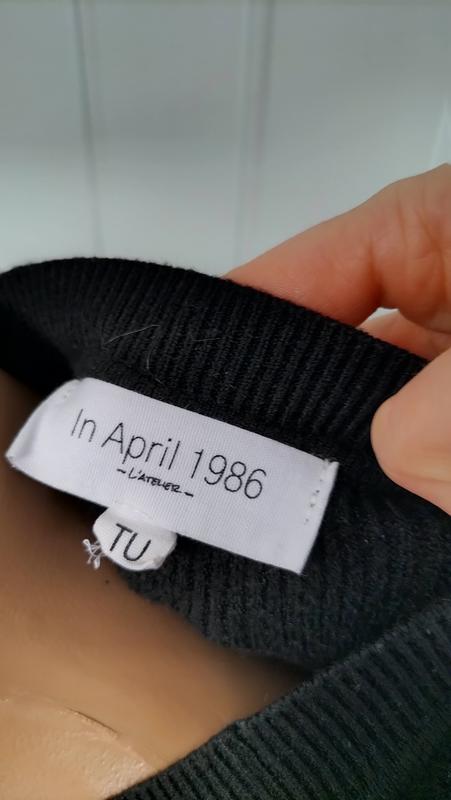 In April 1986
-L'ATELIER-
TU